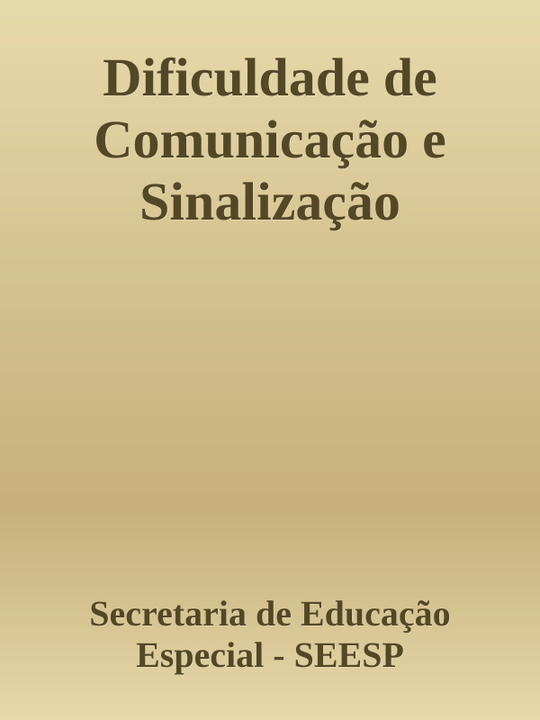 Dificuldade de
Comunicação e
Sinalização
Secretaria de Educação
Especial - SEESP